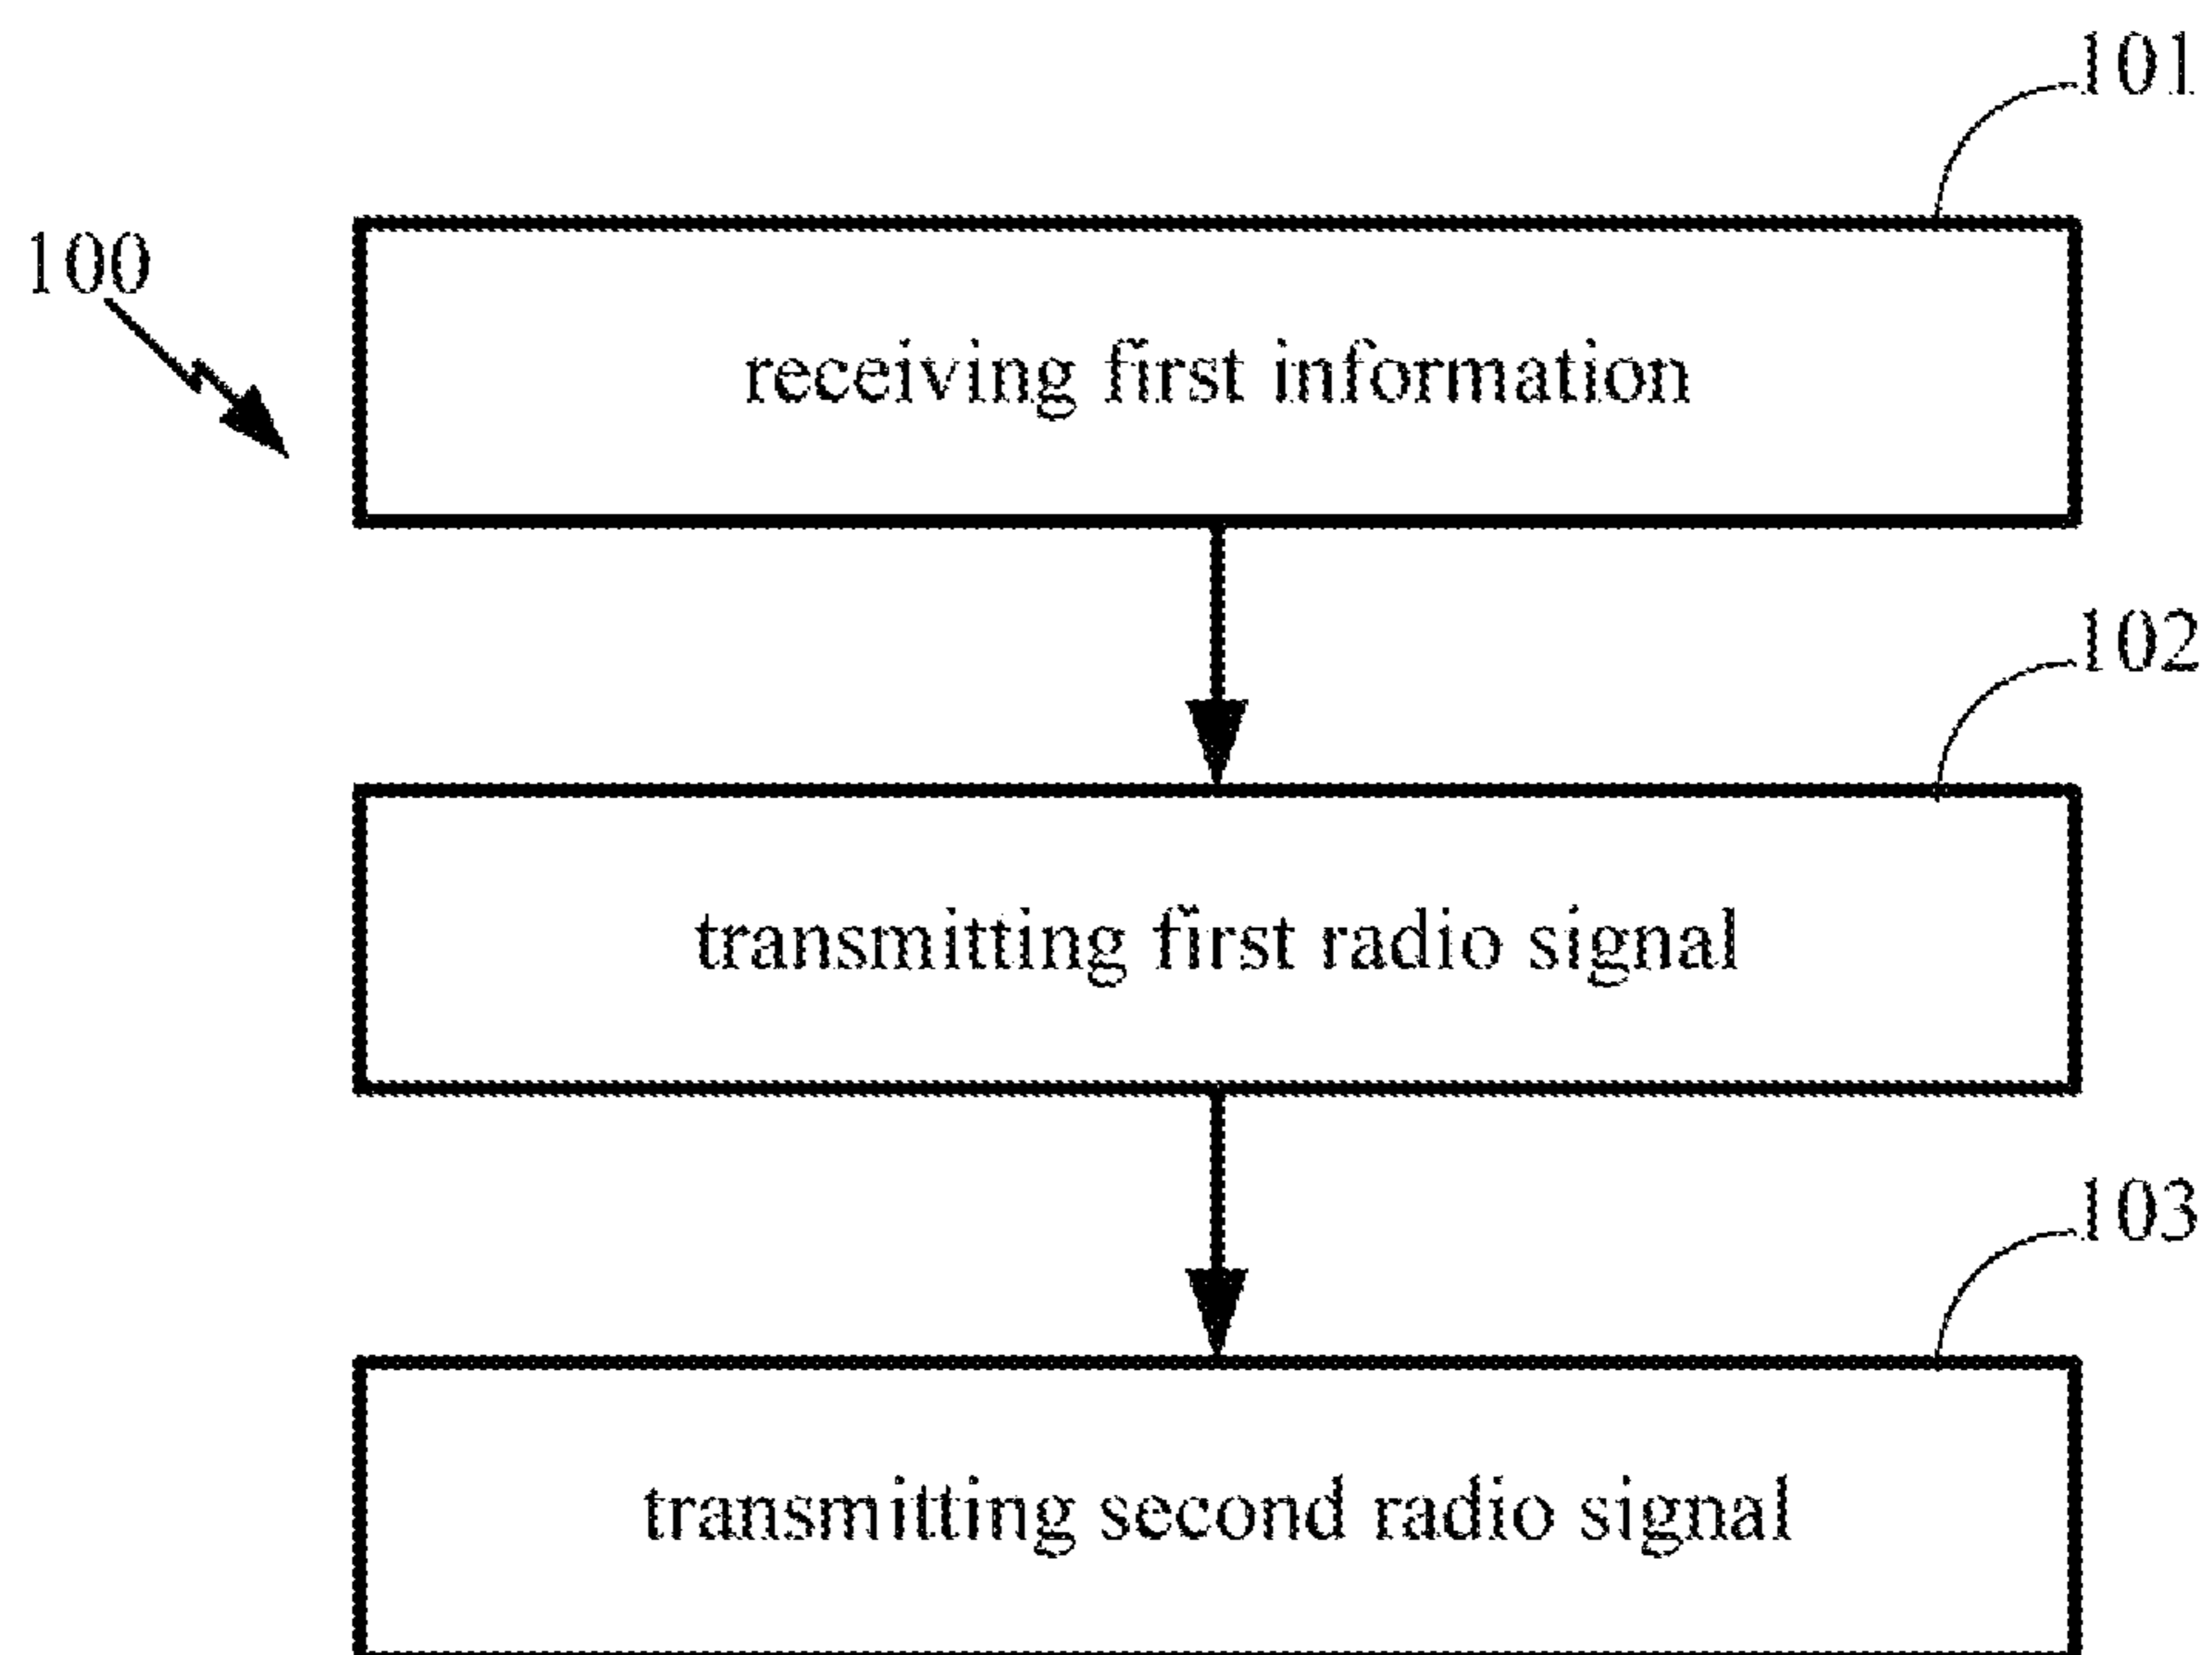 101
100
receiving first information
102
transmitting first radio signal
103
transmitting second radio signal